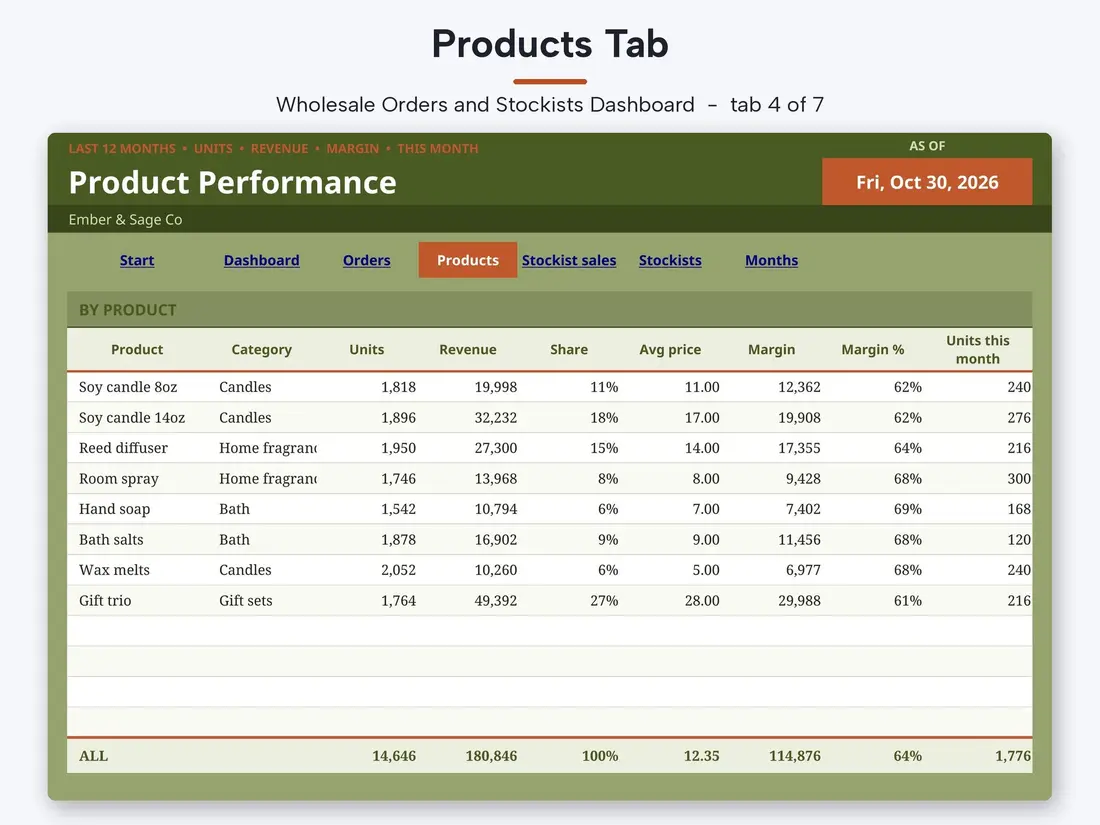 Products Tab
Wholesale Orders and Stockists Dashboard - tab 4 of 7
LAST 12 MONTHS • UNITS • REVENUE • MARGIN • THIS MONTH
AS OF
Product Performance
Fri, Oct 30, 2026
Ember & Sage Co
Start Dashboard Orders Products Stockist sales Stockists Months
BY PRODUCT
Product Category Units Revenue Share Avg price Margin Margin % Units this month
Soy candle 8oz Candles 1,818 19,998 11% 11.00 12,362 62% 240
Soy candle 14oz Candles 1,896 32,232 18% 17.00 19,908 62% 276
Reed diffuser Home fragranc 1,950 27,300 15% 14.00 17,355 64% 216
Room spray Home fragranc 1,746 13,968 8% 8.00 9,428 68% 300
Hand soap Bath 1,542 10,794 6% 7.00 7,402 69% 168
Bath salts Bath 1,878 16,902 9% 9.00 11,456 68% 120
Wax melts Candles 2,052 10,260 6% 5.00 6,977 68% 240
Gift trio Gift sets 1,764 49,392 27% 28.00 29,988 61% 216
ALL 14,646 180,846 100% 12.35 114,876 64% 1,776